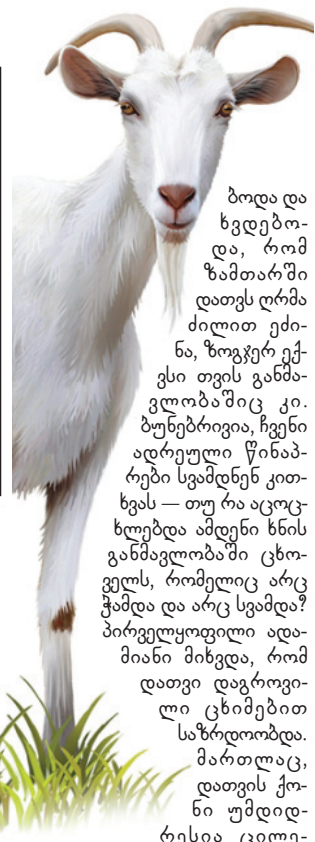 ბოდა და
ხვდებო-
და, რომ
ზამთარში
დათვს ღრმა
ძილით ეძი-
ნა, ზოგჯერ ექ-
ვსი თვის განმა-
ვლობაშიც კი.
ბუნებრივია, ჩვენი
ადრეული წინაპ-
რები სვამდნენ კით-
ხვას — თუ რა აცოც-
ხლებდა ამდენი ხნის
განმავლობაში ცხო-
ველს, რომელიც არც
ჭამდა და არც სვამდა?
პირველყოფილი ადა-
მიანი მიხვდა, რომ
დათვი დაგროვი-
ლი ცხიმებით
საზრდოობდა.
მართლაც,
დათვის ქო-
ნი უმდიდ-
რესია ცილე-